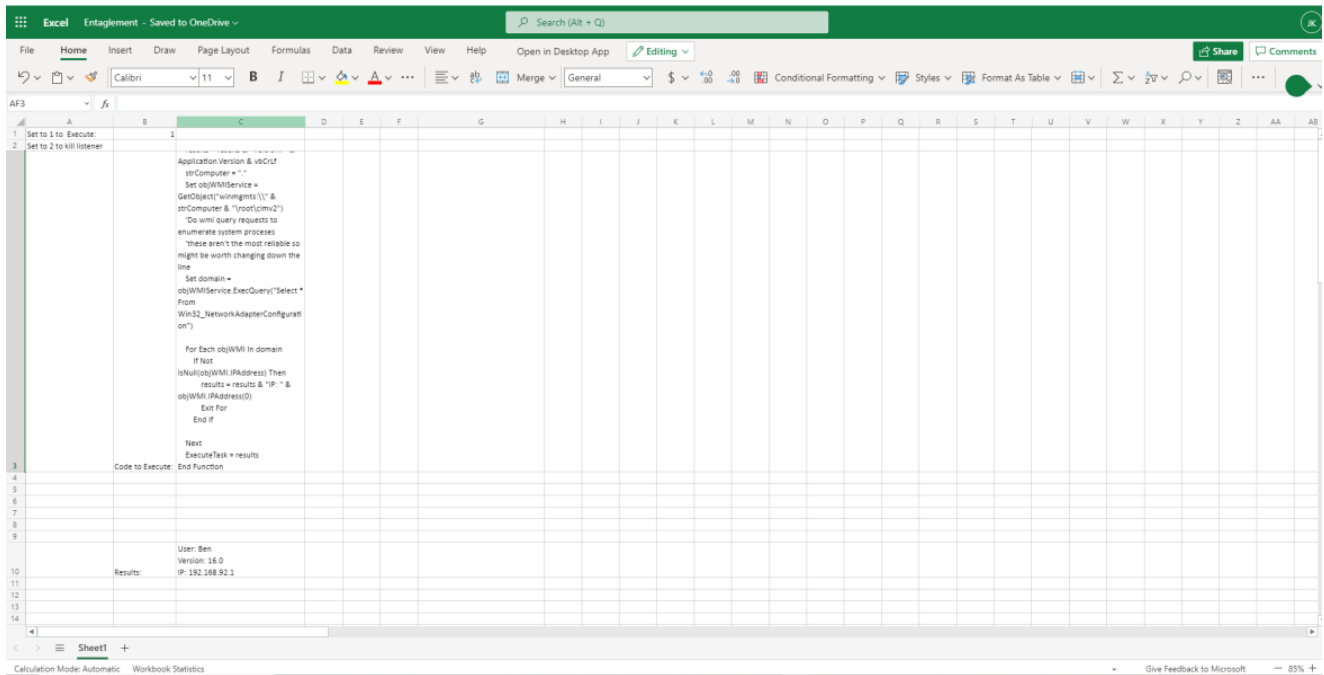 Excel Entaglement - Saved to OneDrive
Search (Alt + Q)
JK
File Home Insert Draw Page Layout Formulas Data Review View Help Open in Desktop App Editing Share Comments
Calibri 11 B I A Merge General $ Conditional Formatting Styles Format As Table
AF3 fx
A B C D E F G H I J K L M N O P Q R S T U V W X Y Z AA AB
1 Set to 1 to Execute: 1
2 Set to 2 to kill listener
Application.Version & vbCrLf
strComputer = "."
Set objWMIService =
GetObject("winmgmts:\\" &
strComputer & "\root\cimv2")
'Do wmi query requests to
enumerate system proceses
'these aren't the most reliable so
might be worth changing down the
line
Set domain =
objWMIService.ExecQuery("Select *
From
Win32_NetworkAdapterConfigurati
on")
For Each objWMI in domain
If Not
IsNull(objWMI.IPAddress) Then
results = results & "IP: " &
objWMI.IPAddress(0)
Exit For
End If
Next
ExecuteTask = results
3 Code to Execute: End Function
4
5
6
7
8
9
User: Ben
Version: 16.0
10 Results: IP: 192.168.92.1
11
12
13
14
Sheet1
Calculation Mode: Automatic Workbook Statistics Give Feedback to Microsoft 85%